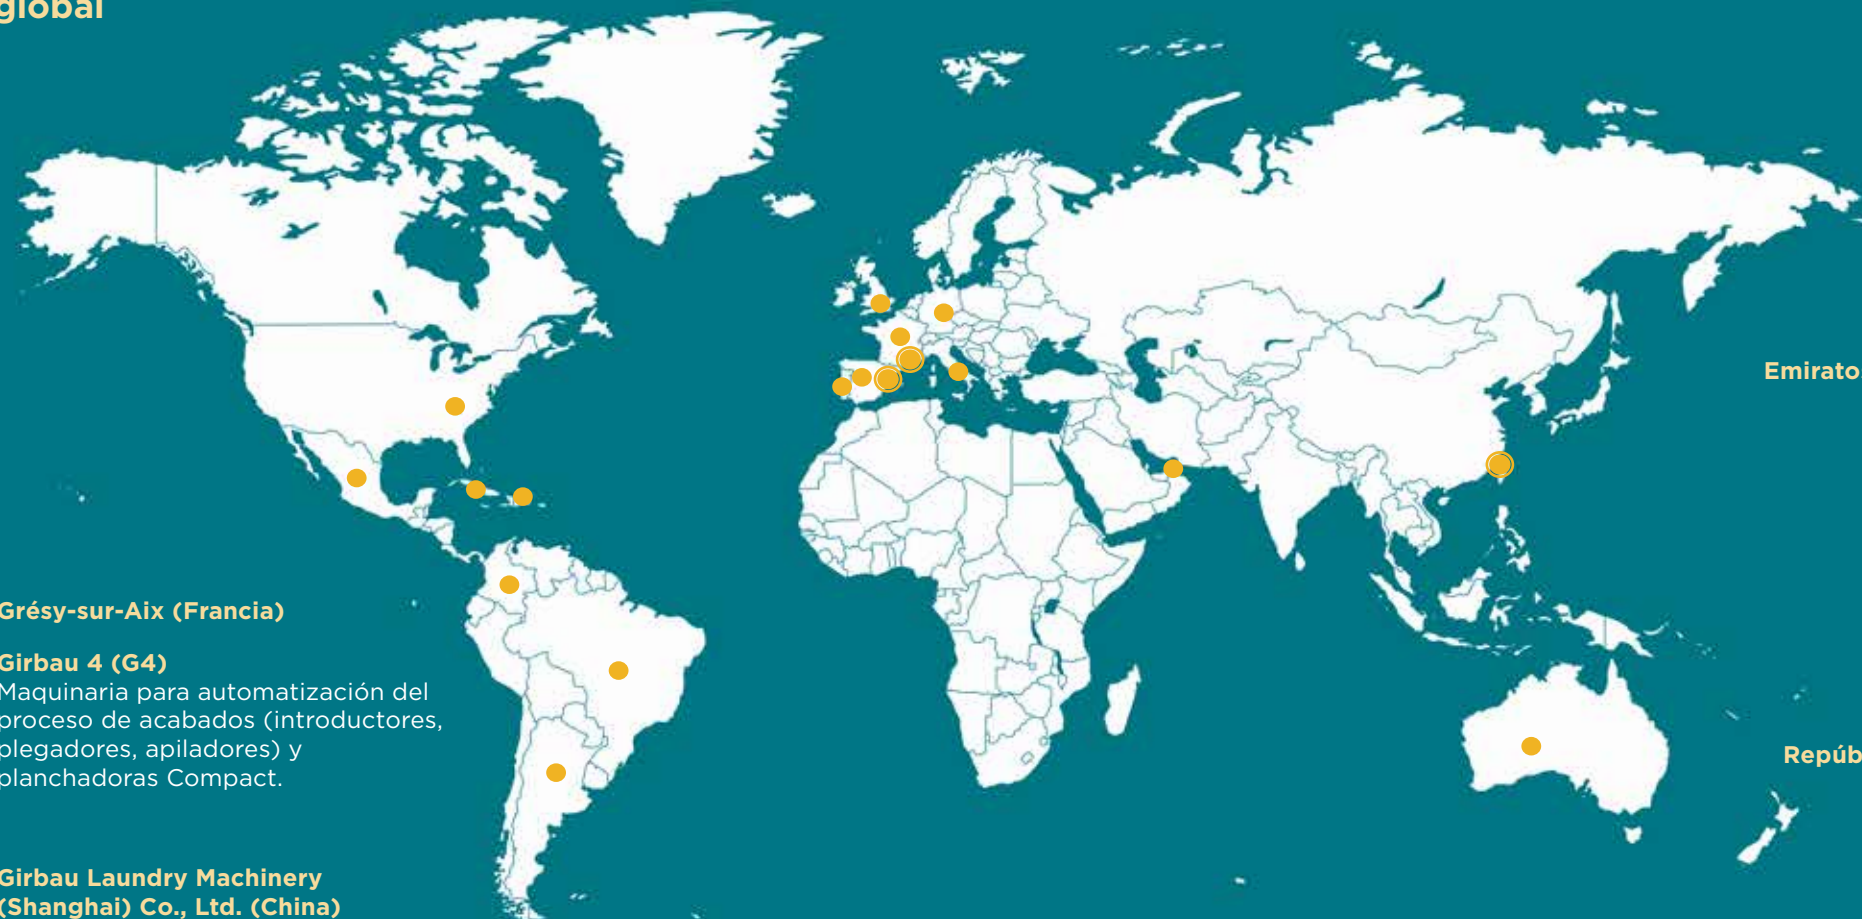 global
Grésy-sur-Aix (Francia)
Girbau 4 (G4)
Maquinaria para automatización del
proceso de acabados (introductores,
plegadores, apiladores) y
planchadoras Compact.
Girbau Laundry Machinery
(Shanghai) Co., Ltd. (China)
Emirato
Repúb